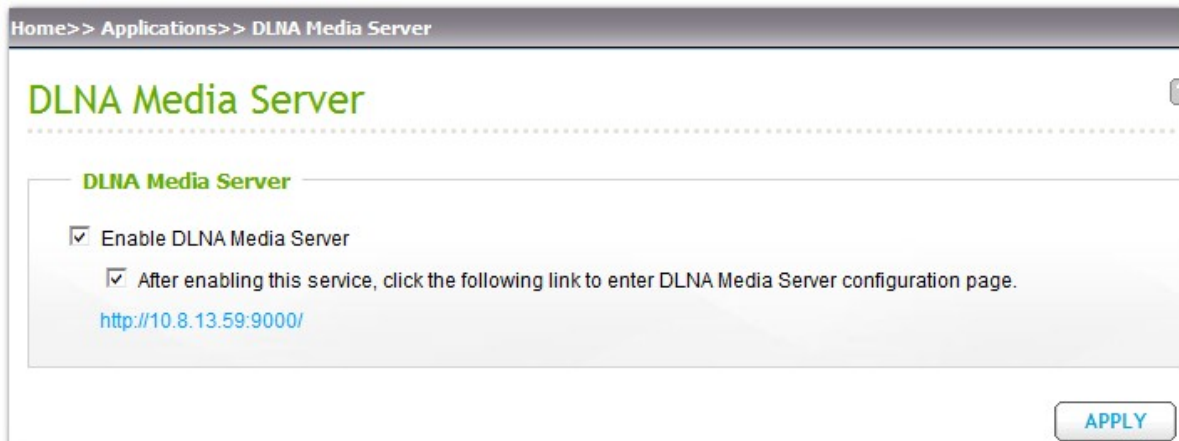 Home>> Applications>> DLNA Media Server
DLNA Media Server
DLNA Media Server
Enable DLNA Media Server
After enabling this service, click the following link to enter DLNA Media Server configuration page.
http://10.8.13.59:9000/
APPLY